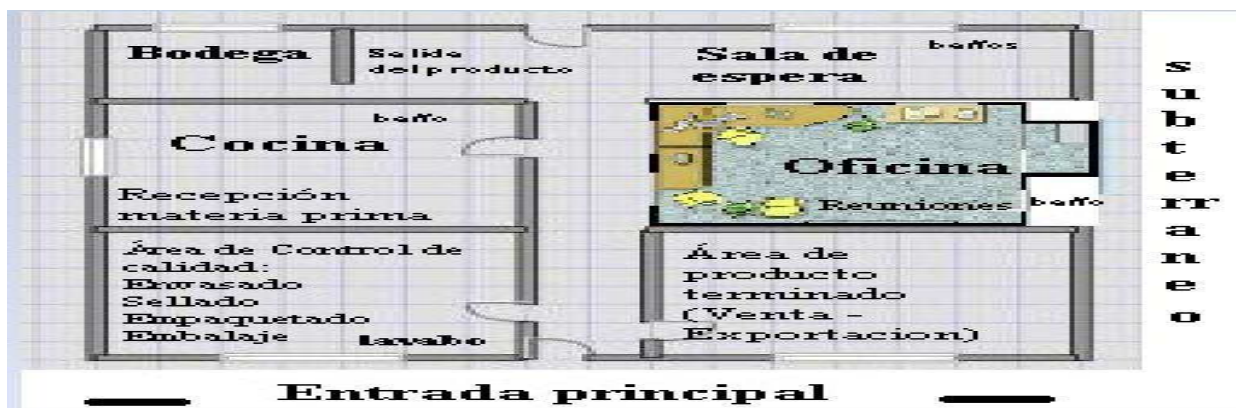 Bodega
Salida
del producto
Sala de
espera
baños
baño
Cocina
Recepción
materia prima
Oficina
Reuniones
baño
Área de Control de
calidad:
Envasado
Sellado
Empaquetado
Embalaje
lavabo
Área de
producto
terminado
(Venta -
Exportacion)
subterraneo
Entrada principal